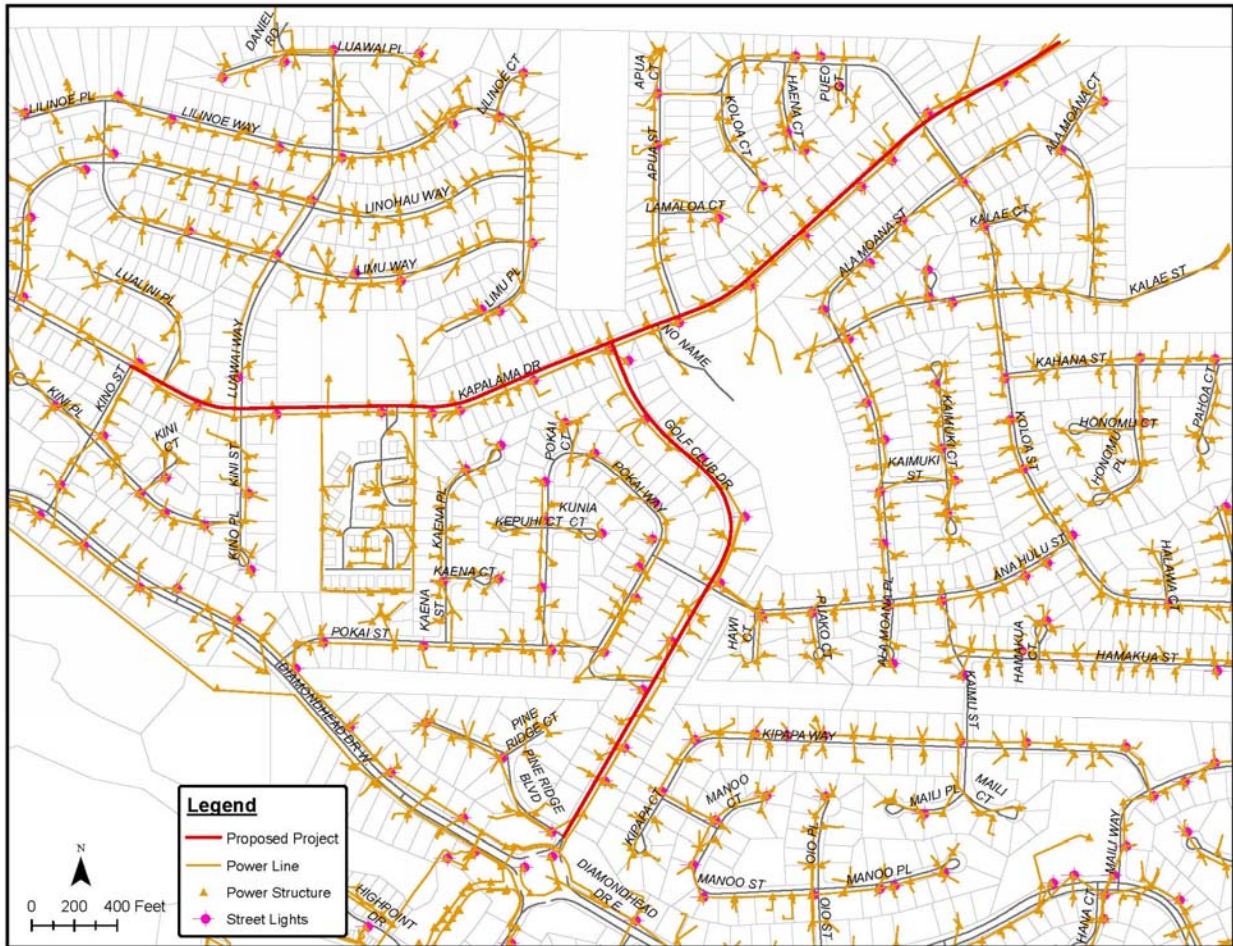 DANIEL
RD
LUAWAI PL
LILINOE CT
LILINOE PL
LILINOE WAY
LINOHAU WAY
LIMU WAY
LIMU PL
LUALINI PL
LUAWAI WAY
APUA
CT
KOLOA CT
HAENA CT
PUEO
CT
APUA ST
LAMALOA CT
ALA MOANA CT
ALA MOANA ST
KALAE CT
KALAE ST
NO NAME
KAPALAMA DR
KINO ST
KINI PL
KINI
CT
KINI ST
KINO PL
GOLF CLUB DR
POKAI
CT
POKAI WAY
KUNIA
CT
KEPUHI CT
KAENA PL
KAENA CT
KAENA
ST
POKAI ST
KAHANA ST
PAHOA CT
HONOMU CT
HONOMU
PL
KOLOA ST
KAIMUKI CT
KAIMUKI
ST
ANA HULU ST
HALAWA CT
HAWI
CT
PUAKO CT
ALA MOANA PL
HAMAKUA
CT
HAMAKUA ST
KAIMU ST
DIAMONDHEAD DR W
PINE
RIDGE CT
PINE RIDGE
BLVD
KIPAPA WAY
KIPAPA CT
MANOO
CT
MAILI PL
MAILI
CT
MAILI WAY
OIO PL
MANOO ST
MANOO PL
OIO ST
HANA CT
DIAMONDHEAD
DR E
HIGHPOINT
DR
Legend
Proposed Project
Power Line
Power Structure
Street Lights
N
0 200 400 Feet